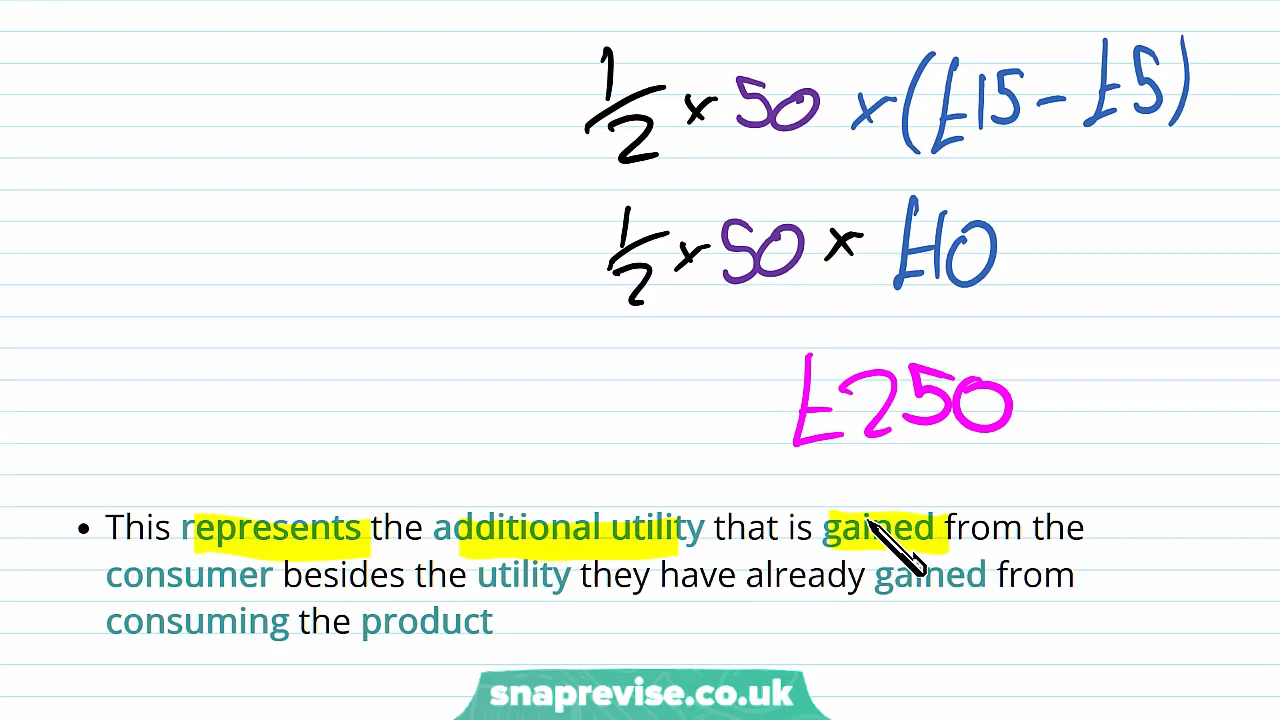 1/2 × 50 × (£15 - £5)
1/2 × 50 × £10
£250
• This represents the additional utility that is gained from the
consumer besides the utility they have already gained from
consuming the product
snaprevise.co.uk